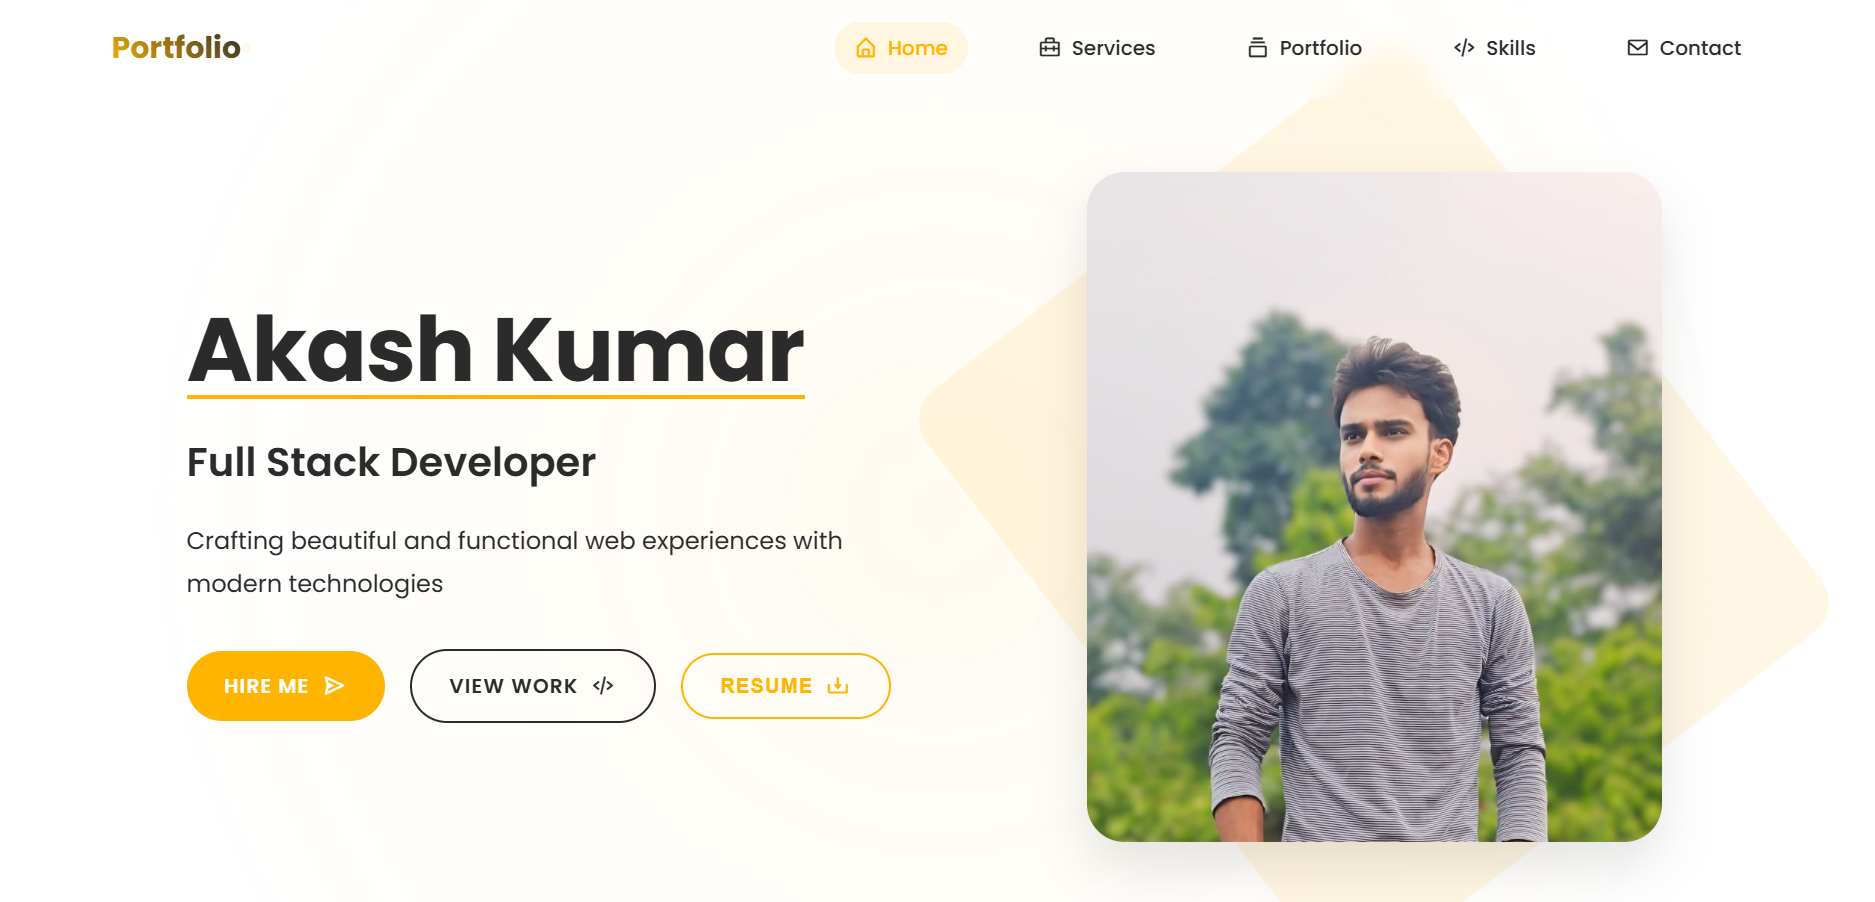 Portfolio
Home
Services
Portfolio
Skills
Contact
Akash Kumar
Full Stack Developer
Crafting beautiful and functional web experiences with
modern technologies
HIRE ME
VIEW WORK
RESUME